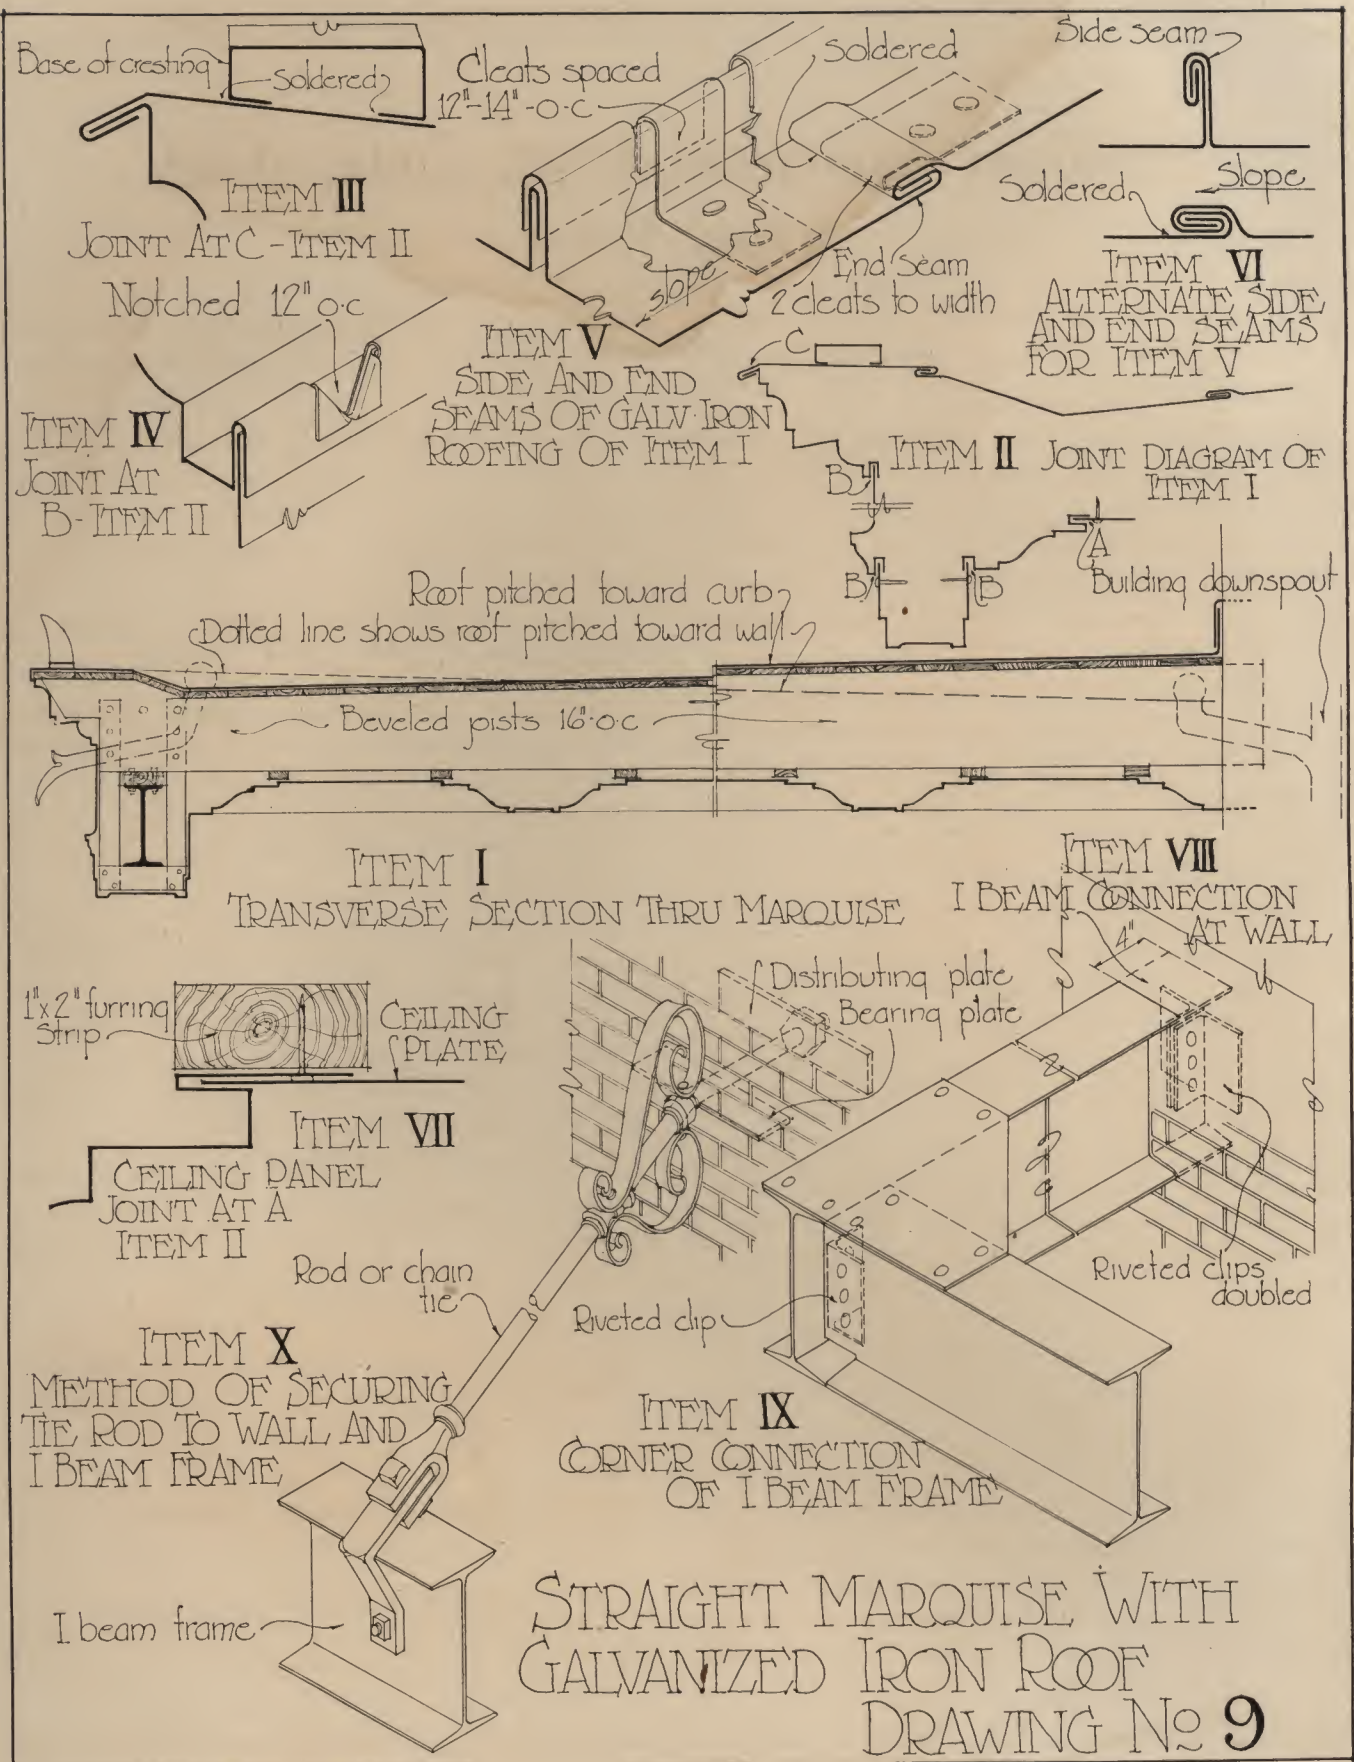 Base of cresting
Soldered
ITEM III
JOINT AT C - ITEM II
Cleats spaced
12"-14"-o-c
Soldered
slope
End seam
2 cleats to width
ITEM V
SIDE AND END
SEAMS OF GALV. IRON
ROOFING OF ITEM I
Side seam
Slope
Soldered
ITEM VI
ALTERNATE SIDE
AND END SEAMS
FOR ITEM V
Notched 12" o-c
ITEM IV
JOINT AT
B - ITEM II
C
B
ITEM II JOINT DIAGRAM OF
ITEM I
A
B
B
Building downspout
Roof pitched toward curb
Dotted line shows roof pitched toward wall
Beveled joists 16"-o-c
ITEM I
TRANSVERSE SECTION THRU MARQUISE
ITEM VIII
I BEAM CONNECTION
AT WALL
4"
1"x2" furring
strip
CEILING
PLATE
ITEM VII
CEILING PANEL
JOINT AT A
ITEM II
Distributing plate
Bearing plate
Rod or chain
tie
Riveted clip
Riveted clips
doubled
ITEM X
METHOD OF SECURING
TIE ROD TO WALL AND
I BEAM FRAME
ITEM IX
CORNER CONNECTION
OF I BEAM FRAME
I beam frame
STRAIGHT MARQUISE WITH
GALVANIZED IRON ROOF
DRAWING No 9